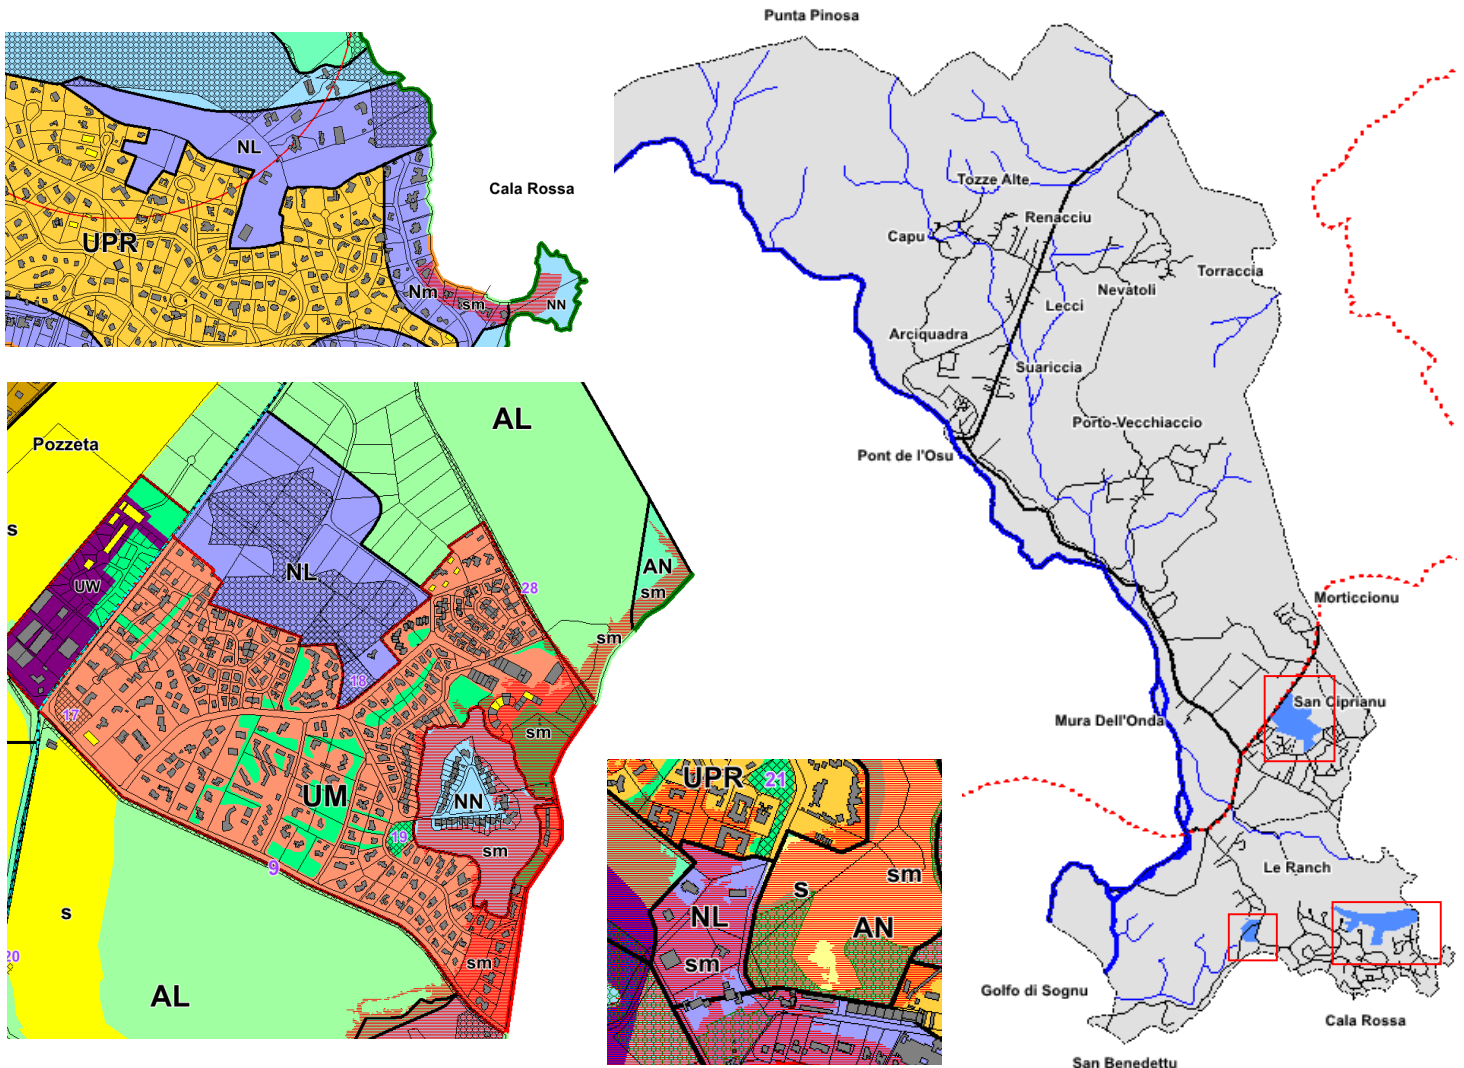 Punta Pinosa
NL
Cala Rossa
UPR
Nm
sm
NN
Tozze Alte
Renacciu
Capu
Torraccia
Nevatoli
Lecci
Arciquadra
Suariccia
Porto-Vecchiaccio
Pont de l'Osu
Morticcionu
San Ciprianu
Mura Dell'Onda
Le Ranch
Golfo di Sognu
Cala Rossa
San Benedettu
AL
Pozzèta
s
AN
sm
NL
UW
28
sm
18
17
sm
UM
NN
19
sm
9
s
20
sm
AL
UPR
21
s
sm
NL
AN
sm